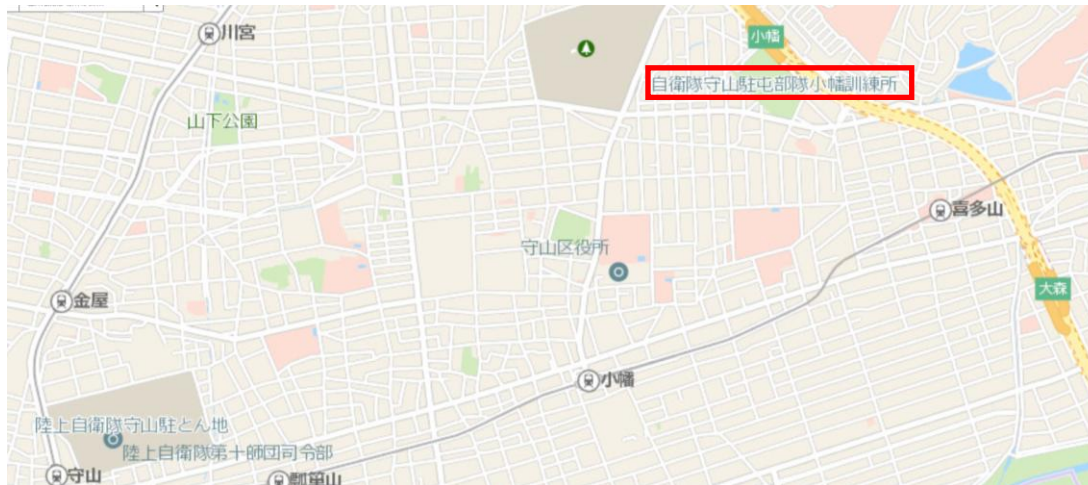 川宮
小幡
自衛隊守山駐屯部隊小幡訓練所
山下公園
喜多山
守山区役所
大森
金屋
小幡
陸上自衛隊守山駐とん地
陸上自衛隊第十師団司令部
守山